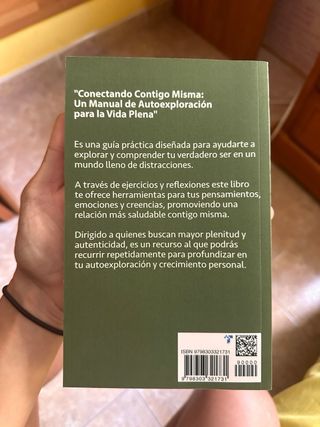 "Conectando Contigo Misma:
Un Manual de Autoexploración
para la Vida Plena"
Es una guía práctica diseñada para ayudarte a
explorar y comprender tu verdadero ser en un
mundo lleno de distracciones.
A través de ejercicios y reflexiones este libro
te ofrece herramientas para tus pensamientos,
emociones y creencias, promoviendo una
relación más saludable contigo misma.
Dirigido a quienes buscan mayor plenitud y
autenticidad, es un recurso al que podrás
recurrir repetidamente para profundizar en
tu autoexploración y crecimiento personal.
ISBN 9798303321731
90000
9 798303 321731